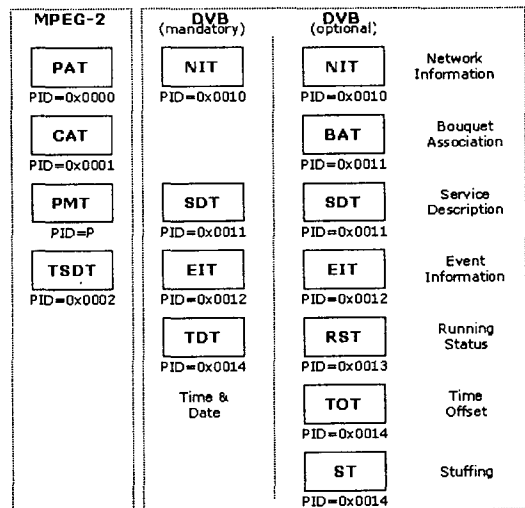 MPEG-2
DVB
(mandatory)
DVB
(optional)
PAT
PID=0x0000
NIT
PID=0x0010
NIT
PID=0x0010
Network
Information
CAT
PID=0x0001
BAT
PID=0x0011
Bouquet
Association
PMT
PID=P
SDT
PID=0x0011
SDT
PID=0x0011
Service
Description
TSDT
PID=0x0002
EIT
PID=0x0012
EIT
PID=0x0012
Event
Information
TDT
PID=0x0014
RST
PID=0x0013
Running
Status
Time &
Date
TOT
PID=0x0014
Time
Offset
ST
PID=0x0014
Stuffing